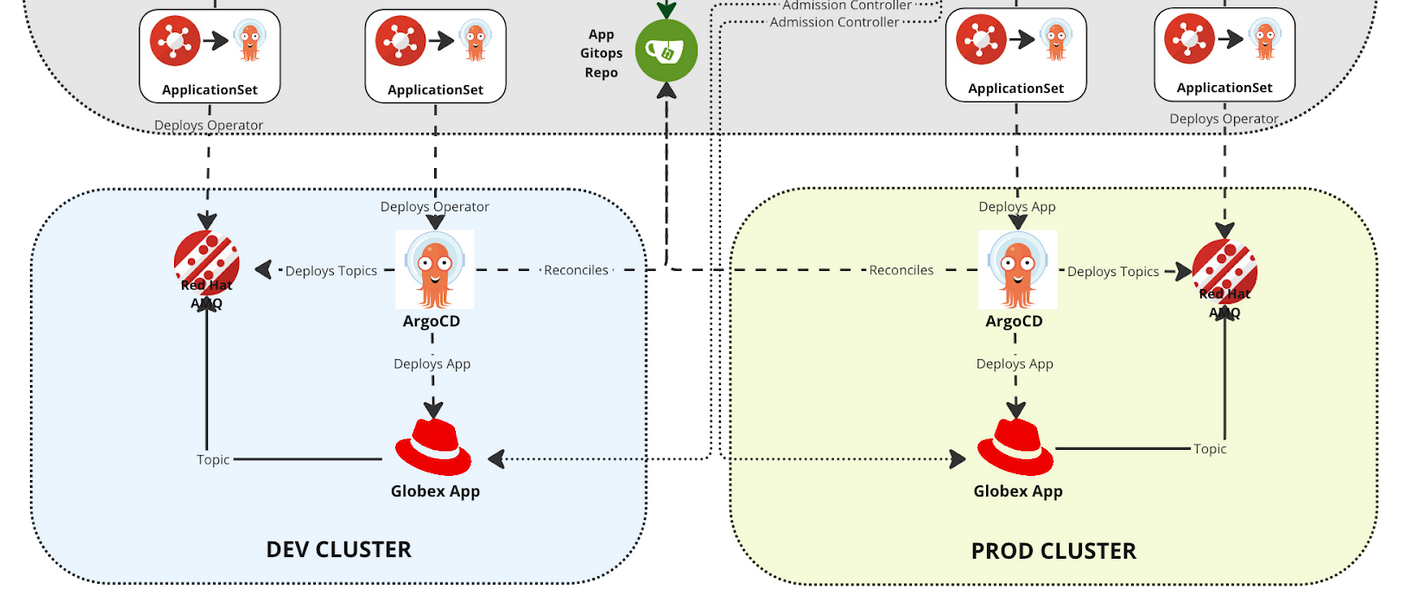 Admission Controller
Admission Controller
App
Gitops
Repo
ApplicationSet
ApplicationSet
ApplicationSet
ApplicationSet
Deploys Operator
Deploys Operator
Deploys Operator
Deploys App
Red Hat
AMQ
Deploys Topics
Reconciles
Reconciles
Deploys Topics
Red Hat
AMQ
ArgoCD
ArgoCD
Deploys App
Deploys App
Topic
Topic
Globex App
Globex App
DEV CLUSTER
PROD CLUSTER